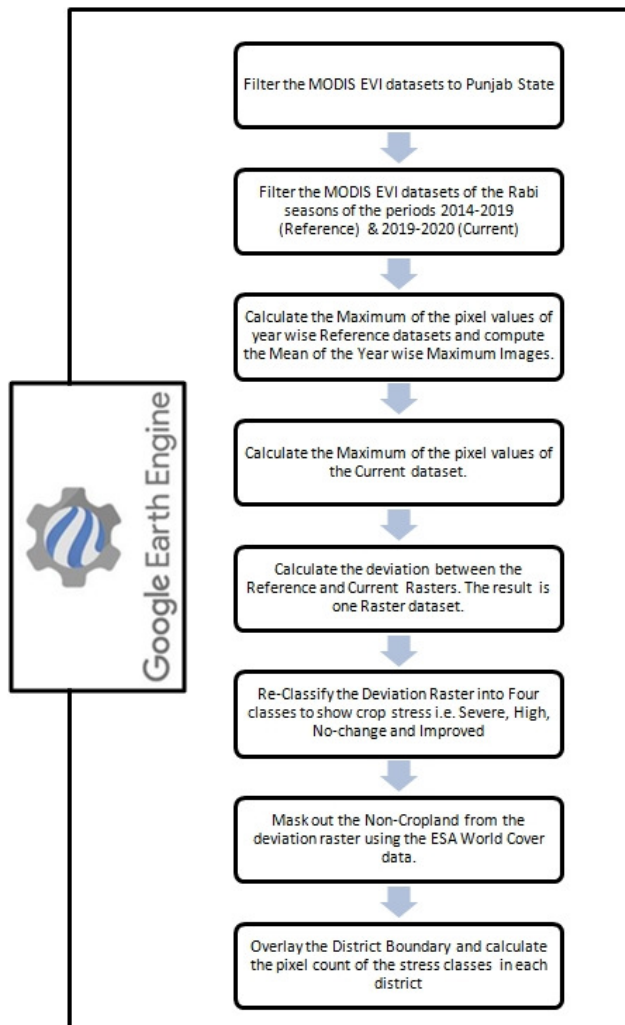 Filter the MODIS EVI datasets to Punjab State
Filter the MODIS EVI datasets of the Rabi
seasons of the periods 2014-2019
(Reference) & 2019-2020 (Current)
Calculate the Maximum of the pixel values of
year wise Reference datasets and compute
the Mean of the Year wise Maximum Images.
Calculate the Maximum of the pixel values of
the Current dataset.
Calculate the deviation between the
Reference and Current Rasters. The result is
one Raster dataset.
Re-Classify the Deviation Raster into Four
classes to show crop stress i.e. Severe, High,
No-change and Improved
Mask out the Non-Cropland from the
deviation raster using the ESA World Cover
data.
Overlay the District Boundary and calculate
the pixel count of the stress classes in each
district
Google Earth Engine